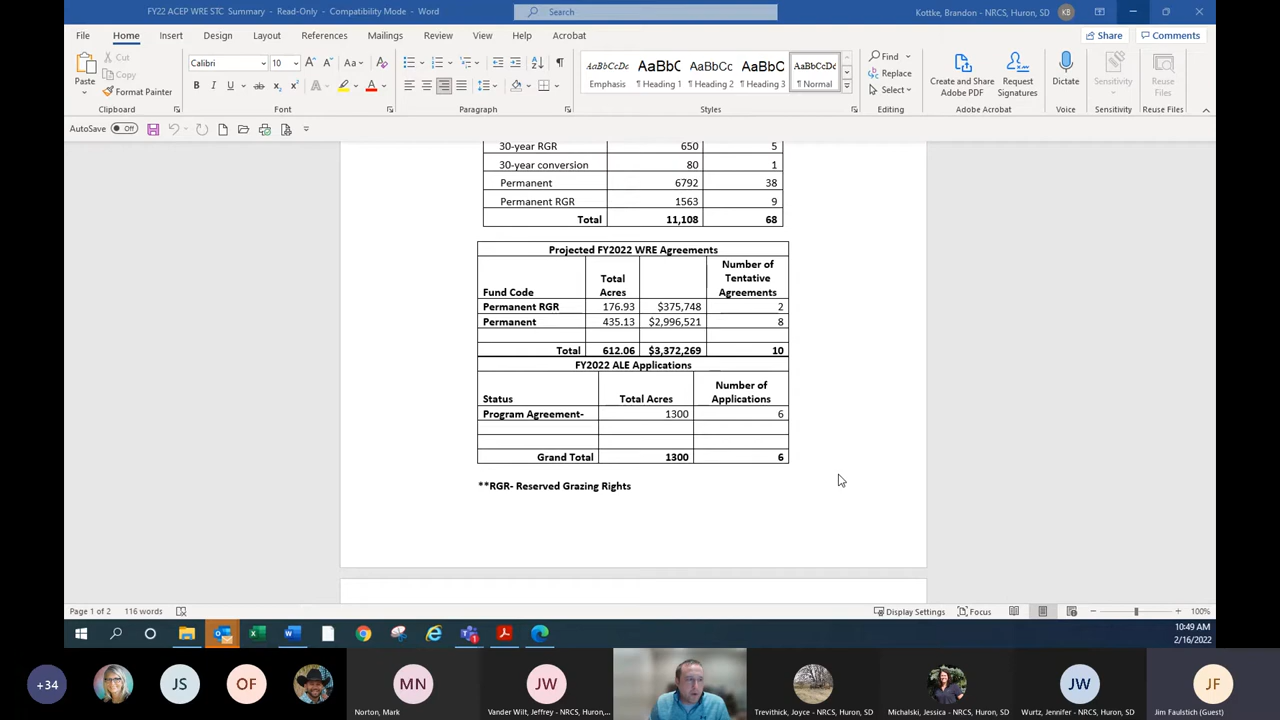 FY22 ACEP WRE STC Summary - Read-Only - Compatibility Mode - Word
Search
Kottke, Brandon - NRCS, Huron, SD
KB
File Home Insert Design Layout References Mailings Review View Help Acrobat
Share
Comments
Paste
Cut
Copy
Format Painter
Clipboard
Calibri
10
Font
Paragraph
AaBbCcDc
AaBbC
AaBbCc
AaBbC
AaBbCcDc
Emphasis
¶ Heading 1
¶ Heading 2
¶ Heading 3
¶ Normal
Styles
Find
Replace
Select
Editing
Create and Share
Adobe PDF
Request
Signatures
Adobe Acrobat
Dictate
Voice
Sensitivity
Sensitivity
Reuse
Files
Reuse Files
AutoSave Off
30-year RGR 650 5
30-year conversion 80 1
Permanent 6792 38
Permanent RGR 1563 9
Total 11,108 68
Projected FY2022 WRE Agreements
Fund Code
Total
Acres
Number of
Tentative
Agreements
Permanent RGR 176.93 $375,748 2
Permanent 435.13 $2,996,521 8
Total 612.06 $3,372,269 10
FY2022 ALE Applications
Status
Total Acres
Number of
Applications
Program Agreement- 1300 6
Grand Total 1300 6
**RGR- Reserved Grazing Rights
Page 1 of 2 116 words
Display Settings Focus
100%
10:49 AM
2/16/2022
+34
JS
OF
MN
Norton, Mark
JW
Vander Wilt, Jeffrey - NRCS, Huron,...
Trevithick, Joyce - NRCS, Huron, SD
Michalski, Jessica - NRCS, Huron, SD
JW
Wurtz, Jennifer - NRCS, Huron, SD
JF
Jim Faulstich (Guest)